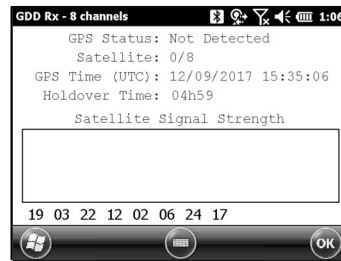 GDD Rx - 8 channels 1:06
GPS Status: Not Detected
Satellite: 0/8
GPS Time (UTC): 12/09/2017 15:35:06
Holdover Time: 04h59
Satellite Signal Strength
19 03 22 12 02 06 24 17
OK